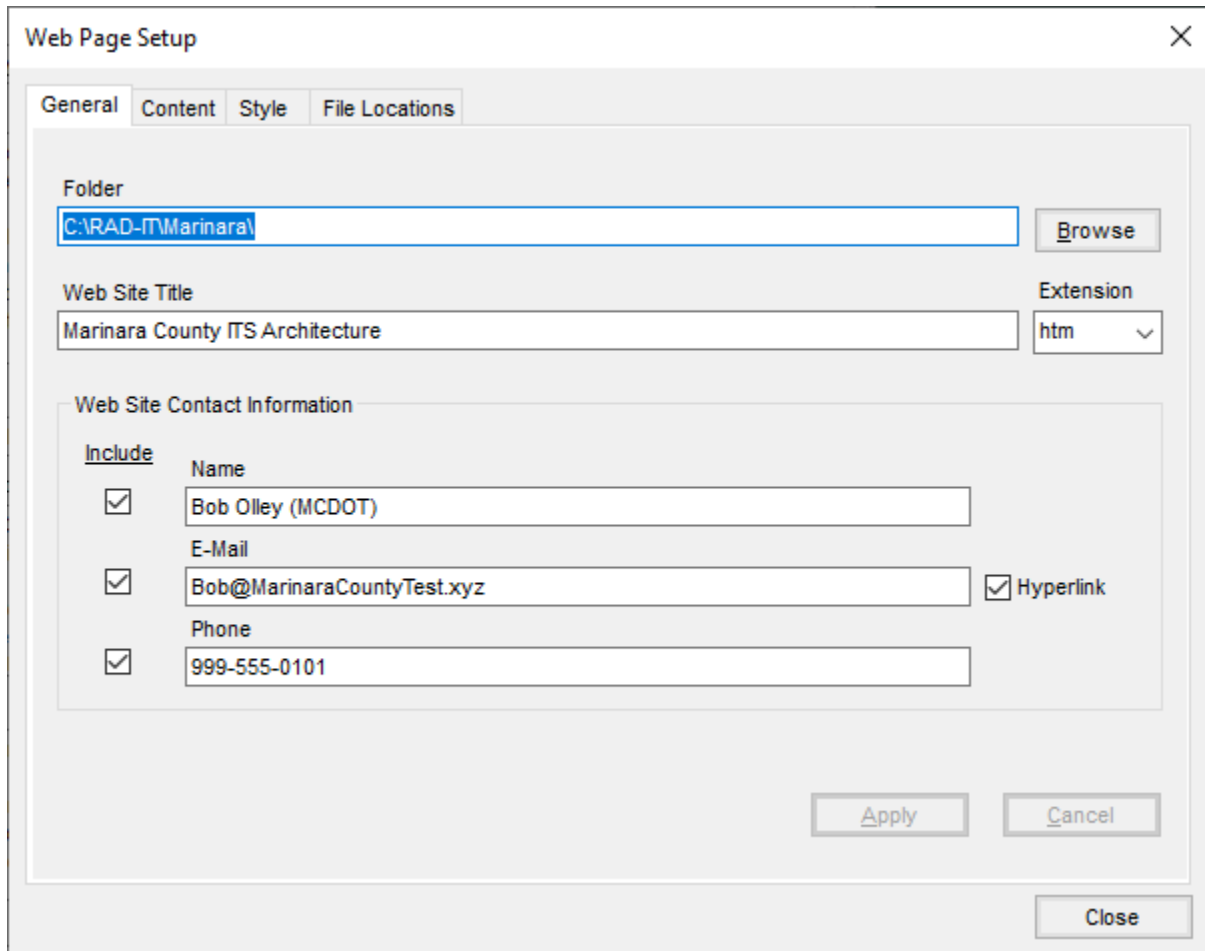 Web Page Setup
General Content Style File Locations
Folder
C:\RAD-IT\Marinara\
Browse
Web Site Title
Extension
Marinara County ITS Architecture
htm
Web Site Contact Information
Include
Name
Bob Olley (MCDOT)
E-Mail
Bob@MarinaraCountyTest.xyz
Hyperlink
Phone
999-555-0101
Apply
Cancel
Close